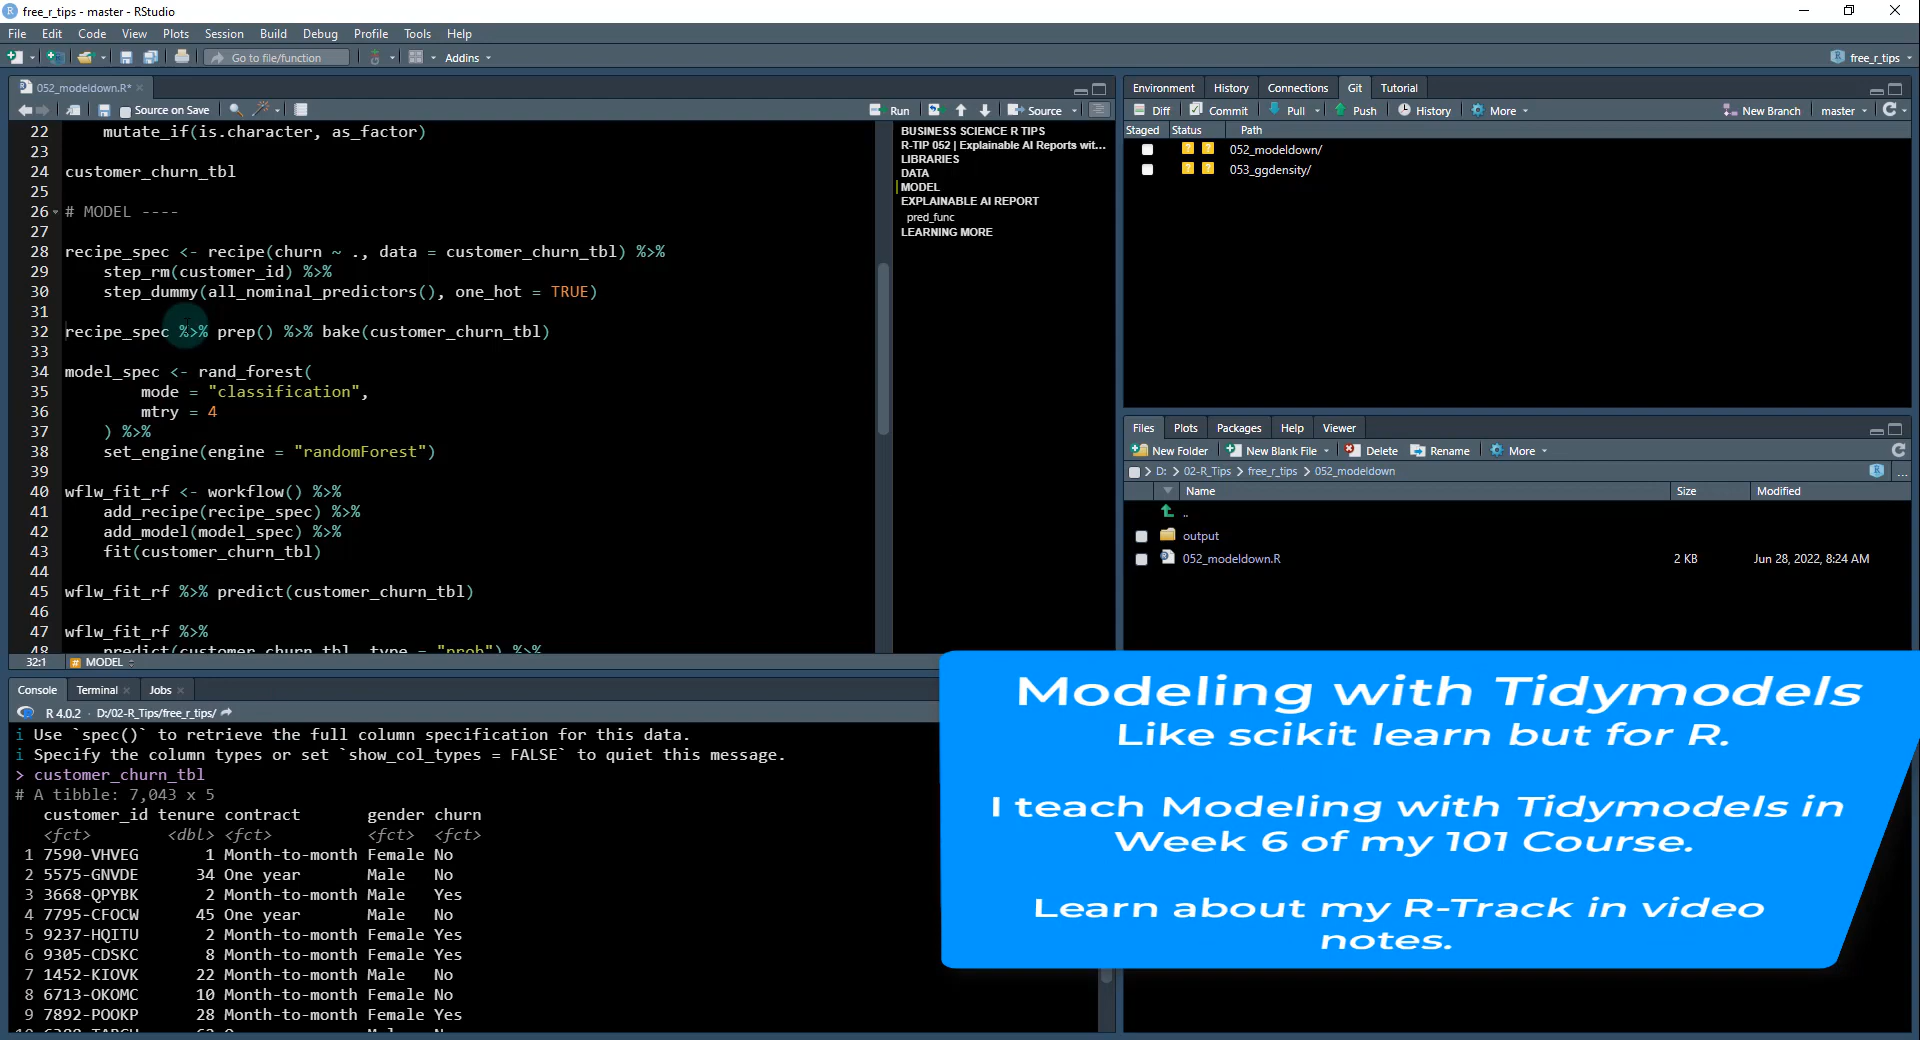 free_r_tips - master - RStudio
File Edit Code View Plots Session Build Debug Profile Tools Help
Go to file/function Addins free_r_tips
052_modeldown.R*
Source on Save Run Source
22 mutate_if(is.character, as_factor)
23
24 customer_churn_tbl
25
26 # MODEL ----
27
28 recipe_spec <- recipe(churn ~ ., data = customer_churn_tbl) %>%
29 step_rm(customer_id) %>%
30 step_dummy(all_nominal_predictors(), one_hot = TRUE)
31
32 recipe_spec %>% prep() %>% bake(customer_churn_tbl)
33
34 model_spec <- rand_forest(
35 mode = "classification",
36 mtry = 4
37 ) %>%
38 set_engine(engine = "randomForest")
39
40 wflw_fit_rf <- workflow() %>%
41 add_recipe(recipe_spec) %>%
42 add_model(model_spec) %>%
43 fit(customer_churn_tbl)
44
45 wflw_fit_rf %>% predict(customer_churn_tbl)
46
47 wflw_fit_rf %>%
48 predict(customer_churn_tbl, type = "prob") %>%
32:1 # MODEL
BUSINESS SCIENCE R TIPS
R-TIP 052 | Explainable AI Reports wit...
LIBRARIES
DATA
MODEL
EXPLAINABLE AI REPORT
pred_func
LEARNING MORE
Console Terminal Jobs
R 4.0.2 · D:/02-R_Tips/free_r_tips/
i Use `spec()` to retrieve the full column specification for this data.
i Specify the column types or set `show_col_types = FALSE` to quiet this message.
> customer_churn_tbl
# A tibble: 7,043 x 5
customer_id tenure contract gender churn
<fct> <dbl> <fct> <fct> <fct>
1 7590-VHVEG 1 Month-to-month Female No
2 5575-GNVDE 34 One year Male No
3 3668-QPYBK 2 Month-to-month Male Yes
4 7795-CFOCW 45 One year Male No
5 9237-HQITU 2 Month-to-month Female Yes
6 9305-CDSKC 8 Month-to-month Female Yes
7 1452-KIOVK 22 Month-to-month Male No
8 6713-OKOMC 10 Month-to-month Female No
9 7892-POOKP 28 Month-to-month Female Yes
Environment History Connections Git Tutorial
Diff Commit Pull Push History More New Branch master
Staged Status Path
? ? 052_modeldown/
? ? 053_ggdensity/
Files Plots Packages Help Viewer
New Folder New Blank File Delete Rename More
D: 02-R_Tips free_r_tips 052_modeldown ...
Name Size Modified
..
output
052_modeldown.R 2 KB Jun 28, 2022, 8:24 AM
Modeling with Tidymodels
Like scikit learn but for R.
I teach Modeling with Tidymodels in
Week 6 of my 101 Course.
Learn about my R-Track in video
notes.